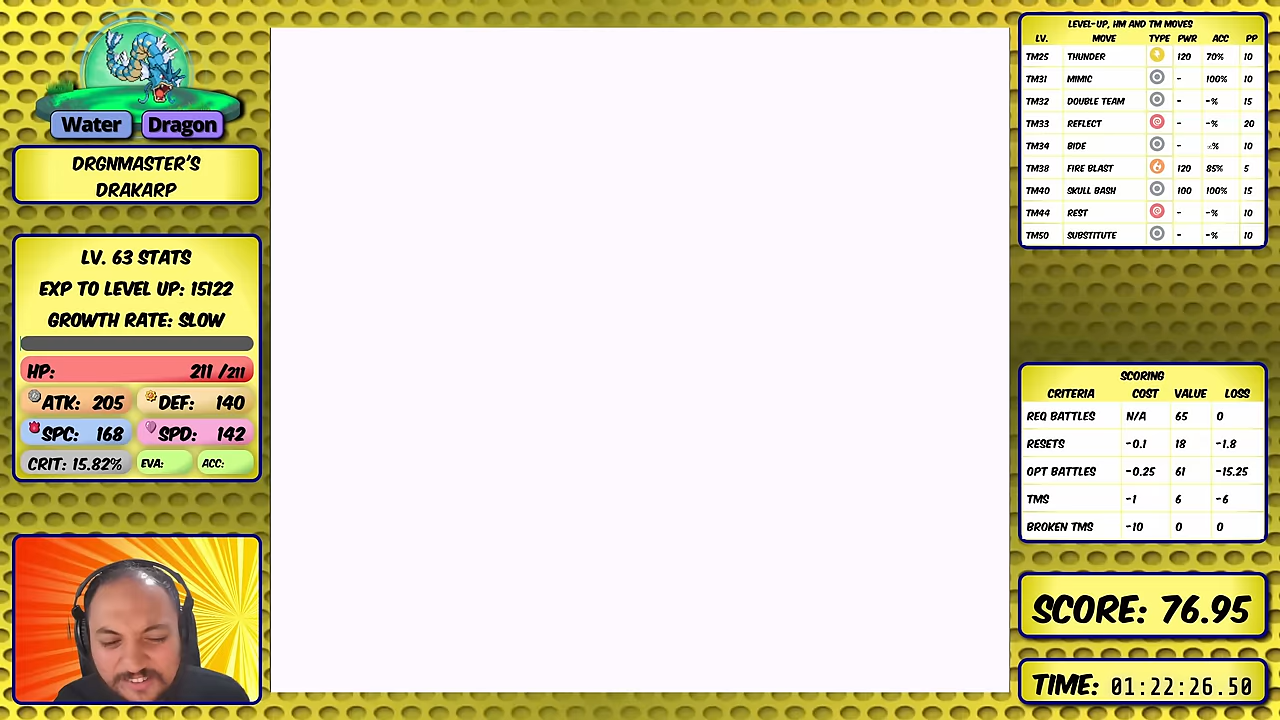 Water Dragon
DRGNMASTER'S
DRAKARP
LV. 63 STATS
EXP TO LEVEL UP: 15122
GROWTH RATE: SLOW
HP: 211 /211
ATK: 205 DEF: 140
SPC: 168 SPD: 142
CRIT: 15.82% EVA: ACC:
LEVEL-UP, HM AND TM MOVES
LV. MOVE TYPE PWR ACC PP
TM25 THUNDER 120 70% 10
TM31 MIMIC - 100% 10
TM32 DOUBLE TEAM - -% 15
TM33 REFLECT - -% 20
TM34 BIDE - ∞% 10
TM38 FIRE BLAST 120 85% 5
TM40 SKULL BASH 100 100% 15
TM44 REST - -% 10
TM50 SUBSTITUTE - -% 10
SCORING
CRITERIA COST VALUE LOSS
REQ BATTLES N/A 65 0
RESETS -0.1 18 -1.8
OPT BATTLES -0.25 61 -15.25
TMS -1 6 -6
BROKEN TMS -10 0 0
SCORE: 76.95
TIME: 01:22:26.50